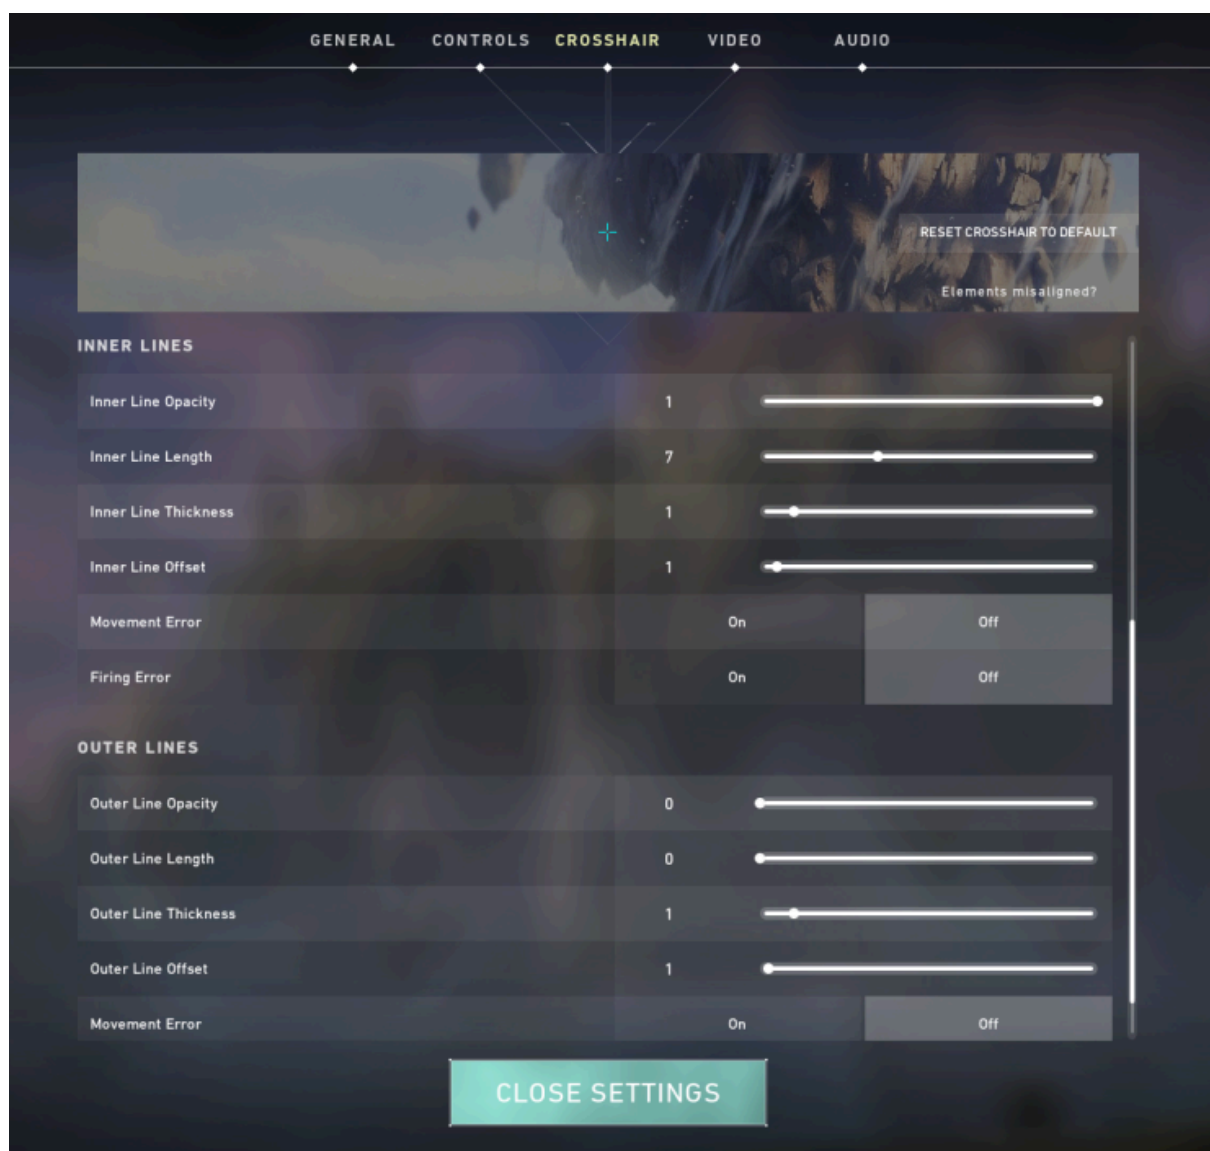 GENERAL CONTROLS CROSSHAIR VIDEO AUDIO
RESET CROSSHAIR TO DEFAULT
Elements misaligned?
INNER LINES
Inner Line Opacity 1
Inner Line Length 7
Inner Line Thickness 1
Inner Line Offset 1
Movement Error On Off
Firing Error On Off
OUTER LINES
Outer Line Opacity 0
Outer Line Length 0
Outer Line Thickness 1
Outer Line Offset 1
Movement Error On Off
CLOSE SETTINGS